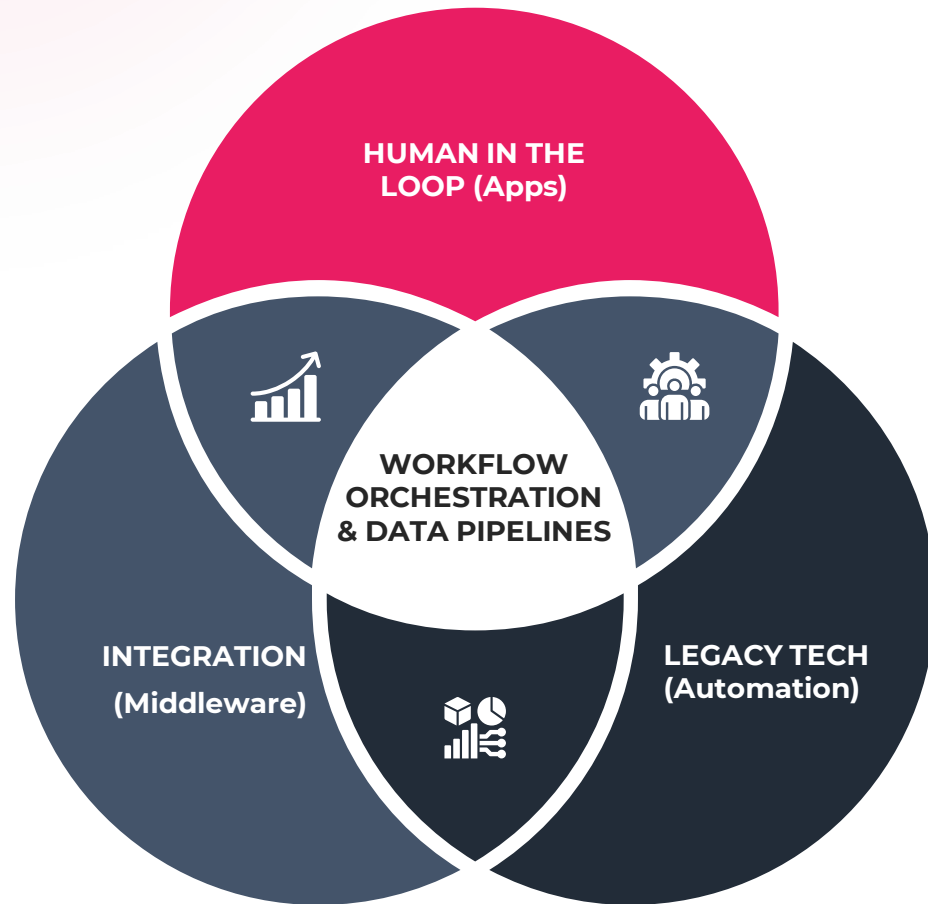 HUMAN IN THE
LOOP (Apps)
WORKFLOW
ORCHESTRATION
& DATA PIPELINES
INTEGRATION
(Middleware)
LEGACY TECH
(Automation)